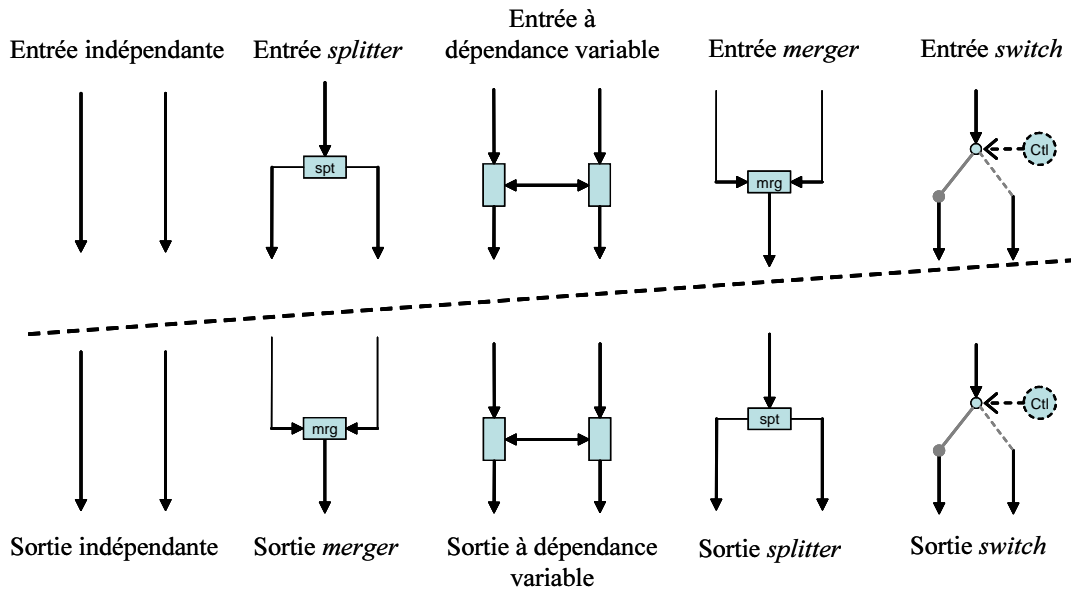 Entrée indépendante
Entrée splitter
Entrée à
dépendance variable
Entrée merger
Entrée switch
spt
mrg
Ctl
mrg
spt
Ctl
Sortie indépendante
Sortie merger
Sortie à dépendance
variable
Sortie splitter
Sortie switch